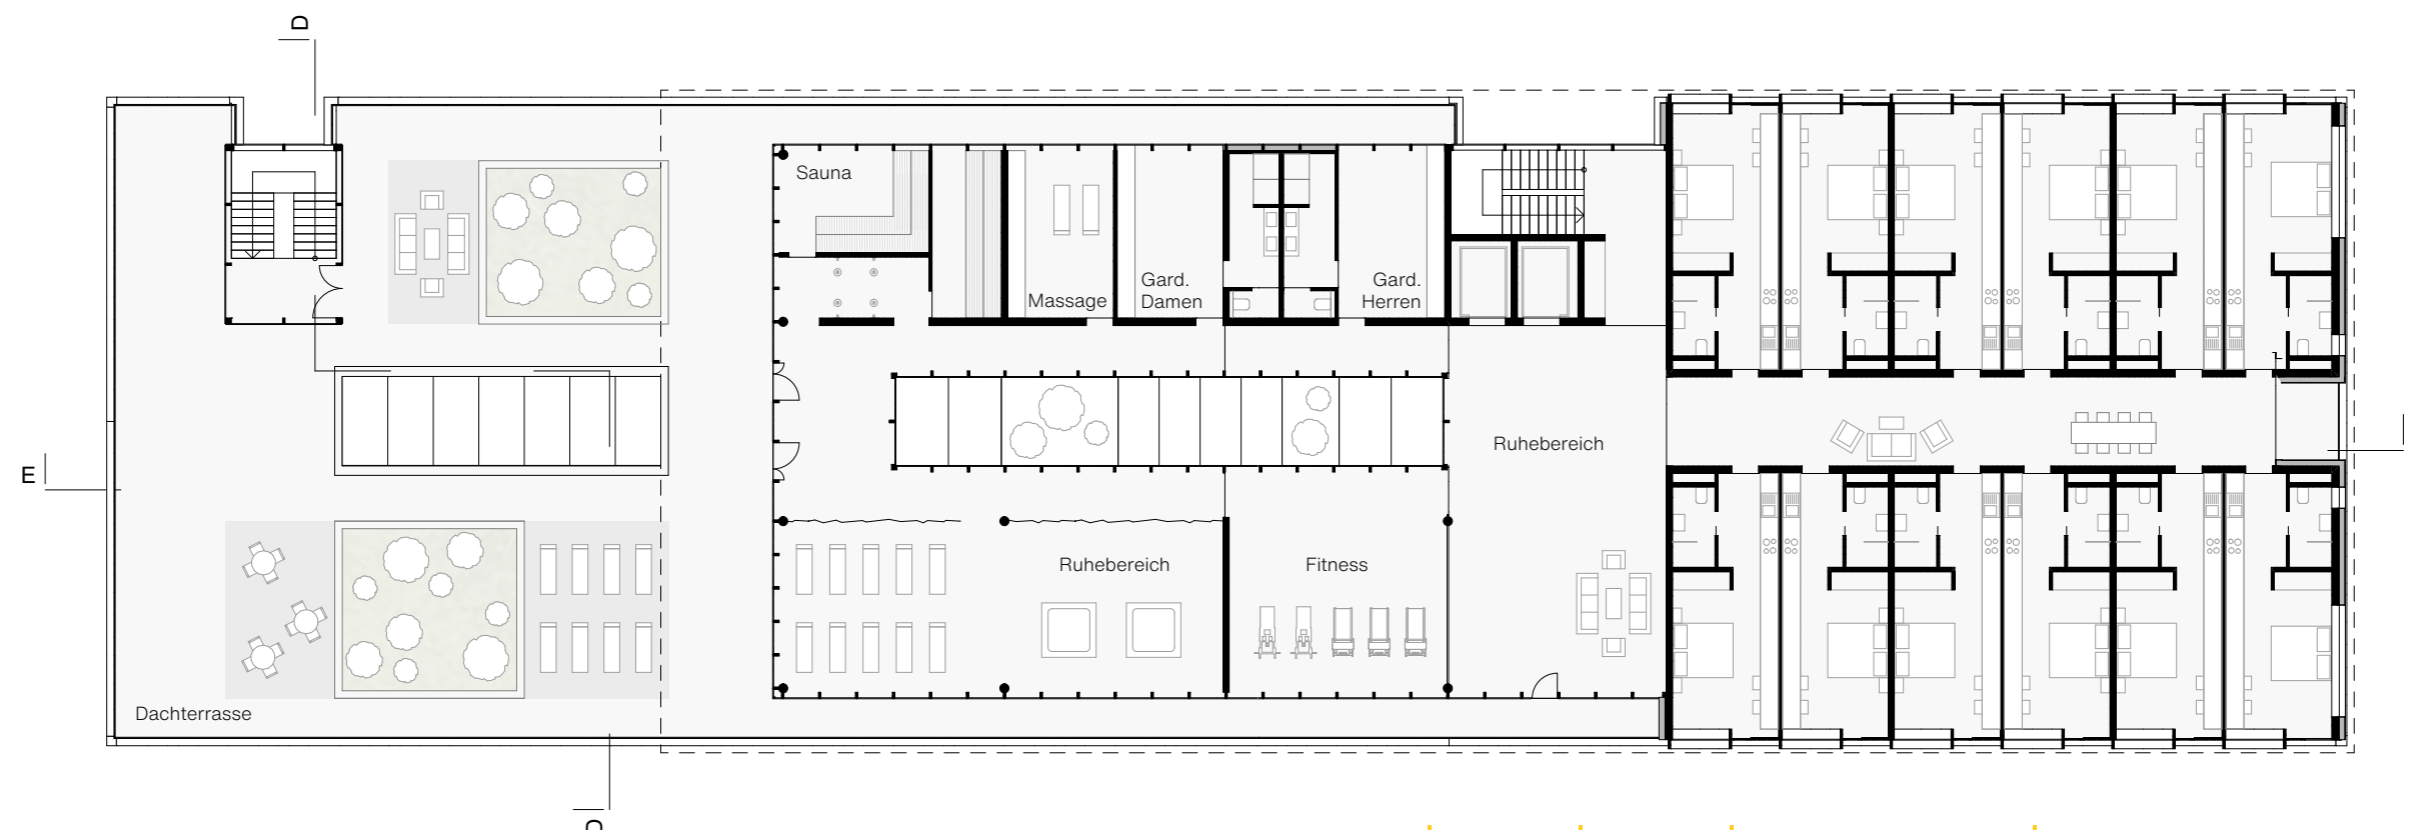 D
Sauna
Massage
Gard.
Damen
Gard.
Herren
E
Ruhebereich
Ruhebereich
Fitness
Dachterrasse